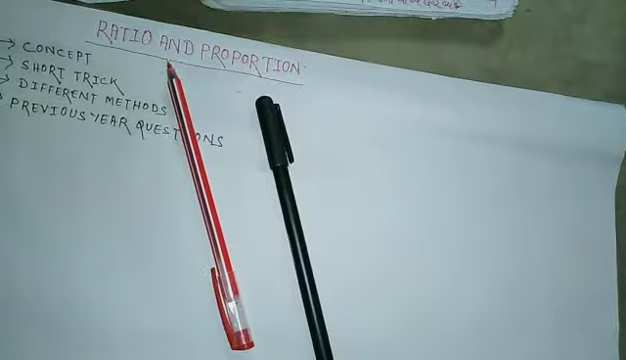 RATIO AND PROPORTION
→ CONCEPT
→ SHORT TRICK
→ DIFFERENT METHODS
→ PREVIOUS YEAR QUESTIONS